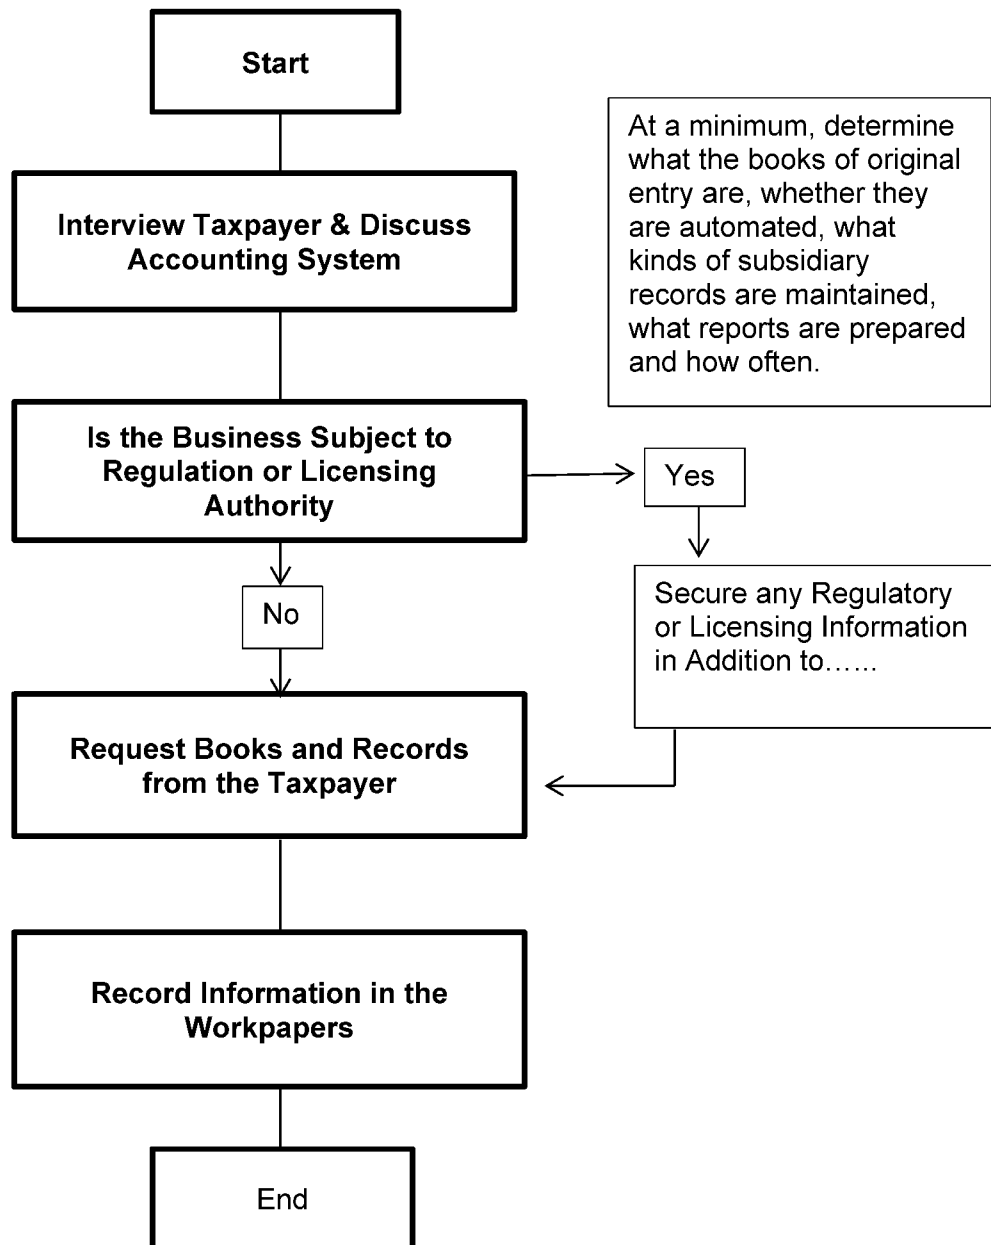 Start
Interview Taxpayer & Discuss
Accounting System
At a minimum, determine
what the books of original
entry are, whether they
are automated, what
kinds of subsidiary
records are maintained,
what reports are prepared
and how often.
Is the Business Subject to
Regulation or Licensing
Authority
Yes
No
Secure any Regulatory
or Licensing Information
in Addition to…...
Request Books and Records
from the Taxpayer
Record Information in the
Workpapers
End